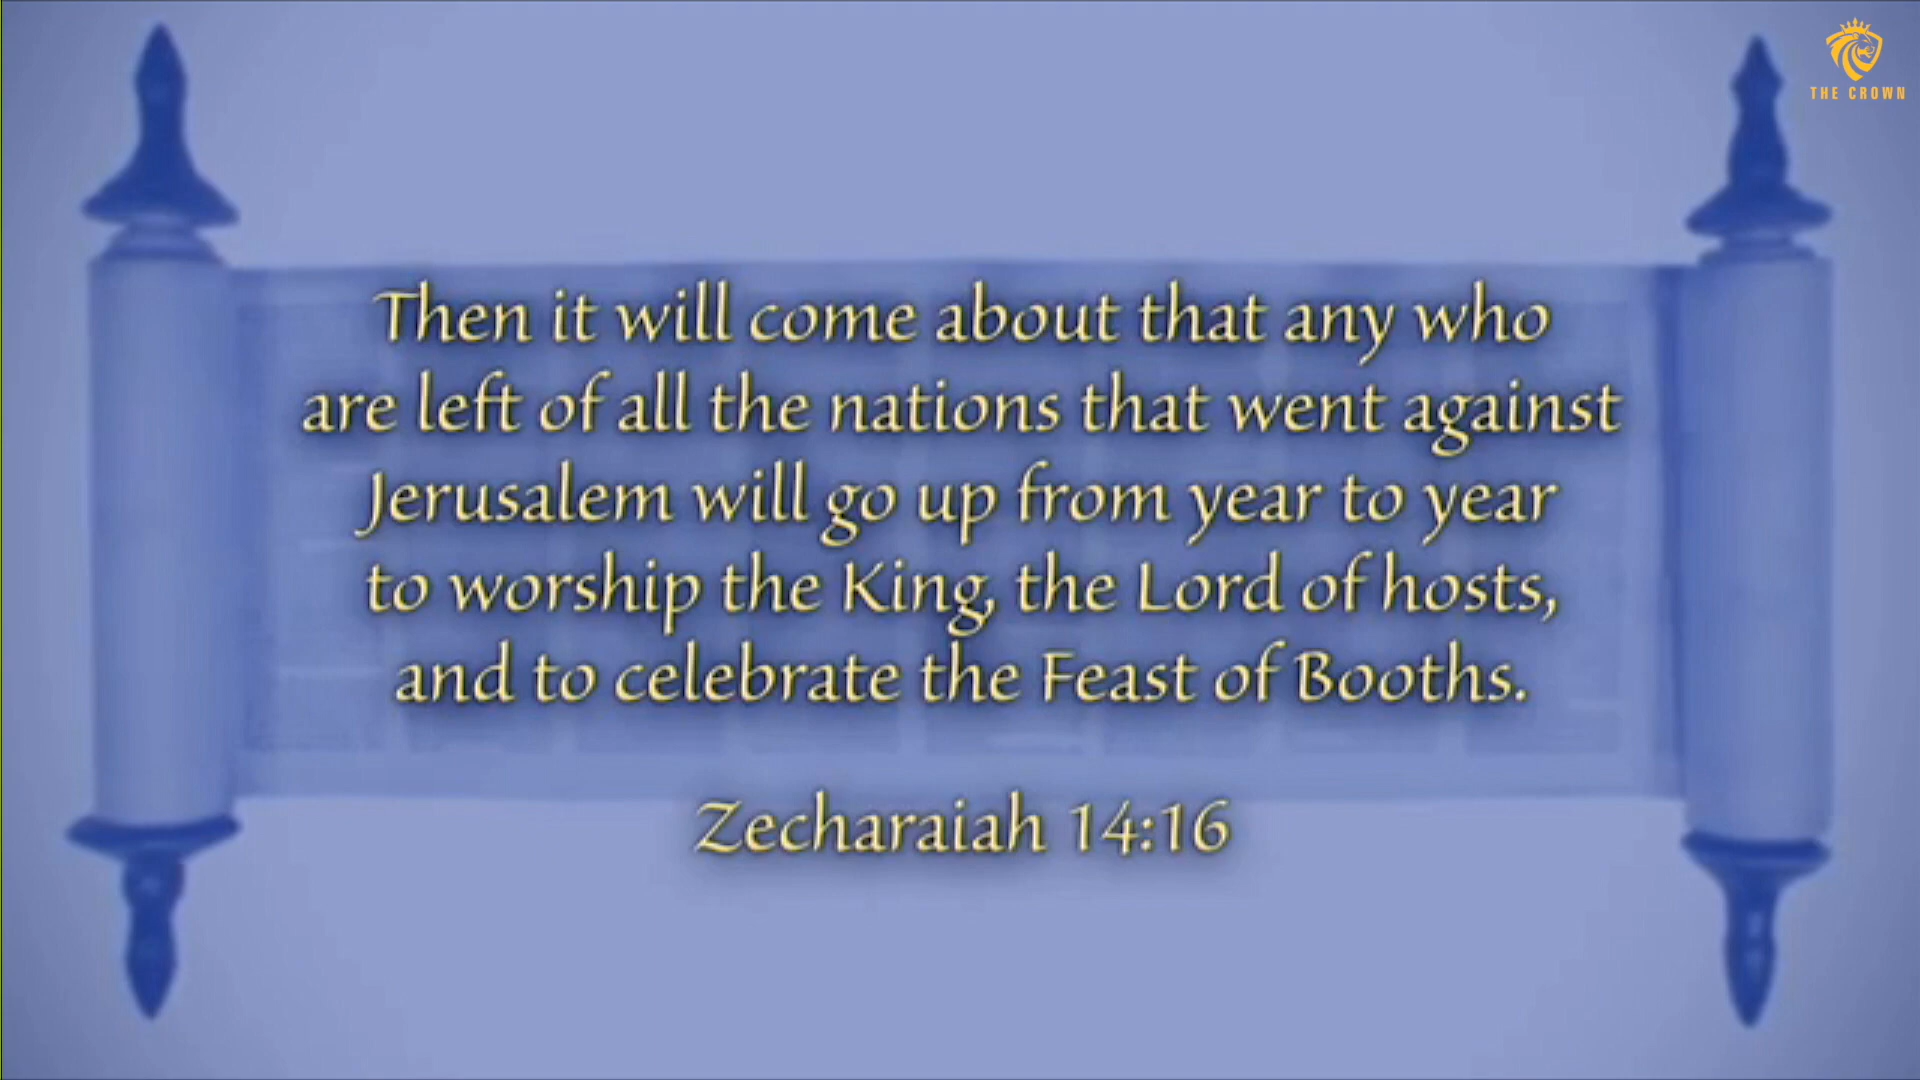 THE CROWN
Then it will come about that any who
are left of all the nations that went against
Jerusalem will go up from year to year
to worship the King, the Lord of hosts,
and to celebrate the Feast of Booths.
Zecharaiah 14:16